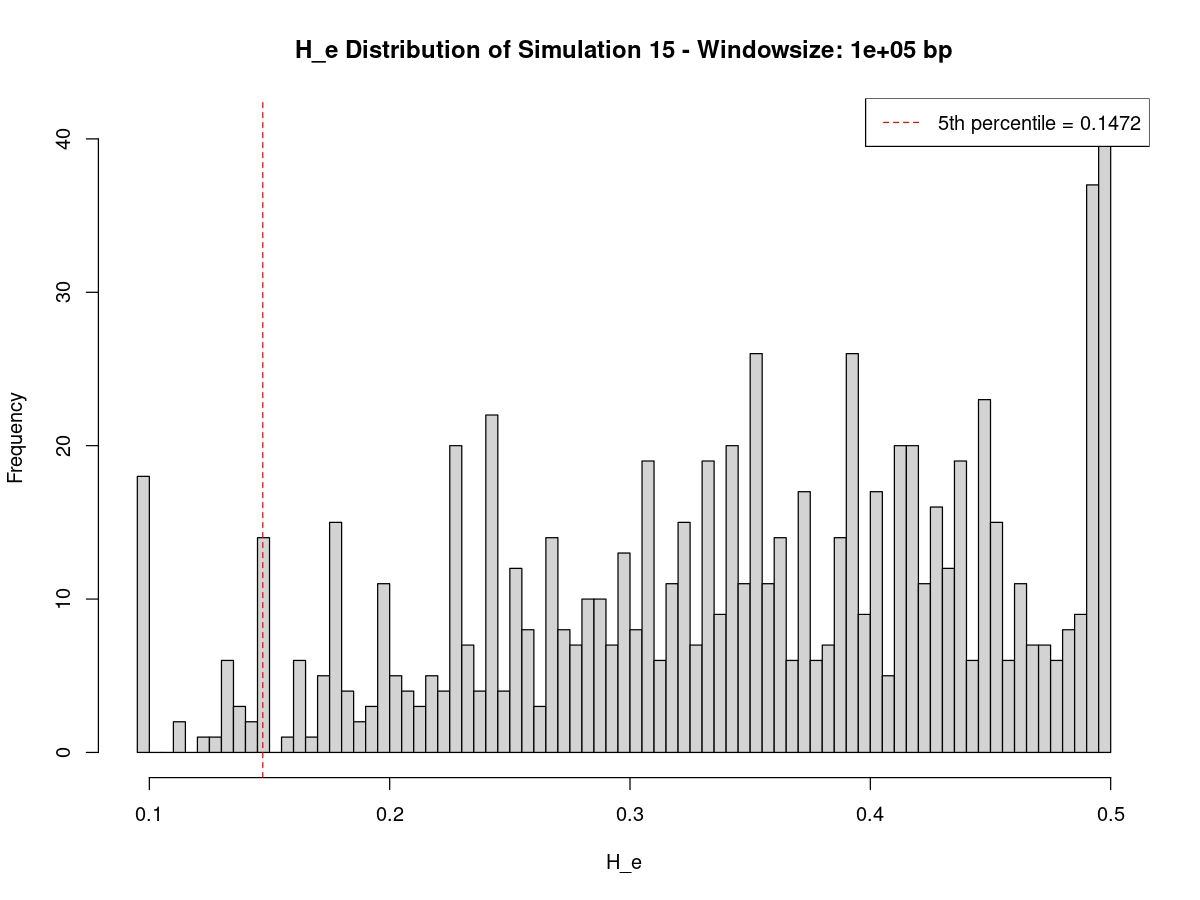 H_e Distribution of Simulation 15 - Windowsize: 1e+05 bp
5th percentile = 0.1472
Frequency
40
30
20
10
0
0.1 0.2 0.3 0.4 0.5
H_e